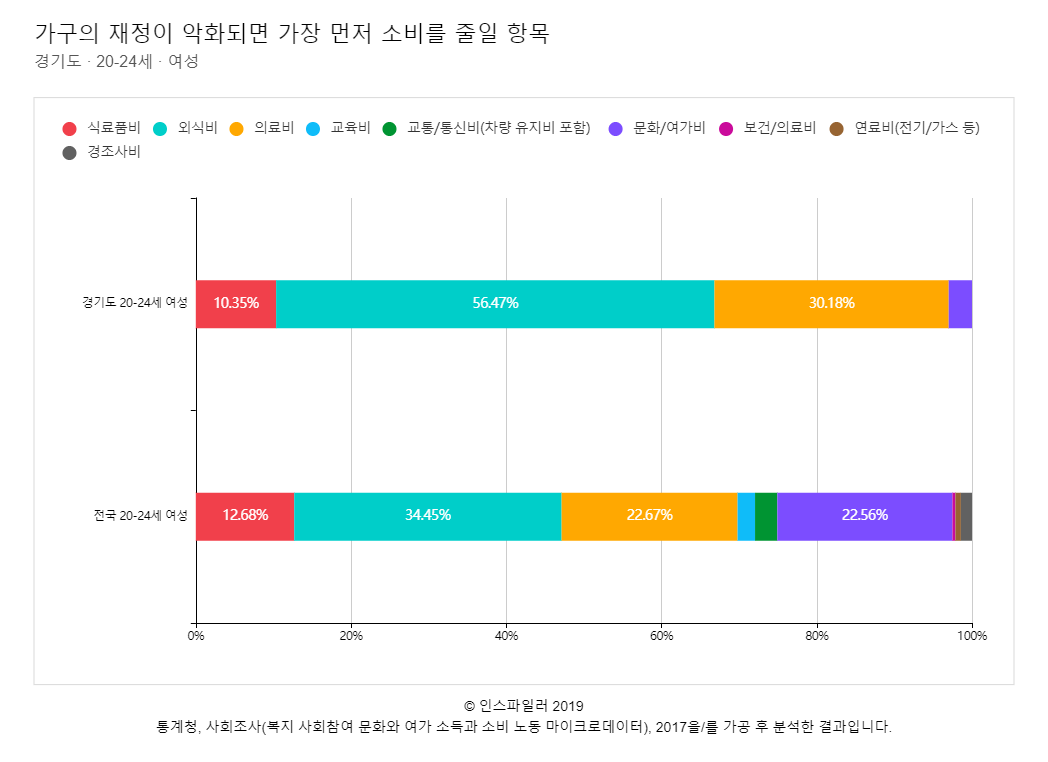 가구의 재정이 악화되면 가장 먼저 소비를 줄일 항목
경기도 · 20-24세 · 여성
식료품비 외식비 의료비 교육비 교통/통신비(차량 유지비 포함) 문화/여가비 보건/의료비 연료비(전기/가스 등)
경조사비
경기도 20-24세 여성 10.35% 56.47% 30.18%
전국 20-24세 여성 12.68% 34.45% 22.67% 22.56%
0% 20% 40% 60% 80% 100%
© 인스파일러 2019
통계청, 사회조사(복지 사회참여 문화와 여가 소득과 소비 노동 마이크로데이터), 2017을/를 가공 후 분석한 결과입니다.